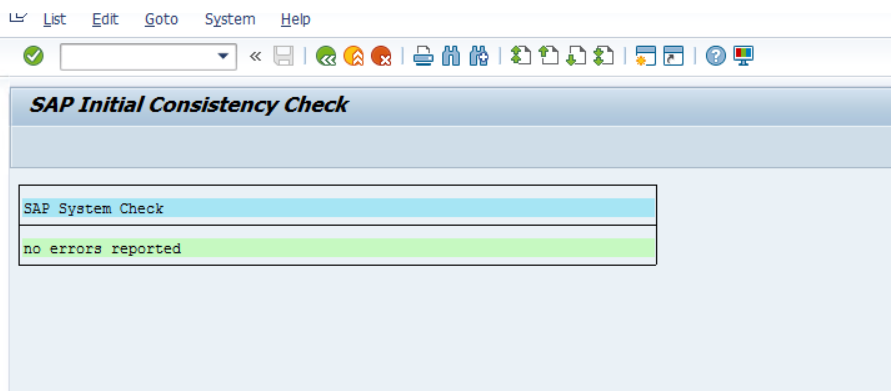 List Edit Goto System Help
SAP Initial Consistency Check
SAP System Check
no errors reported